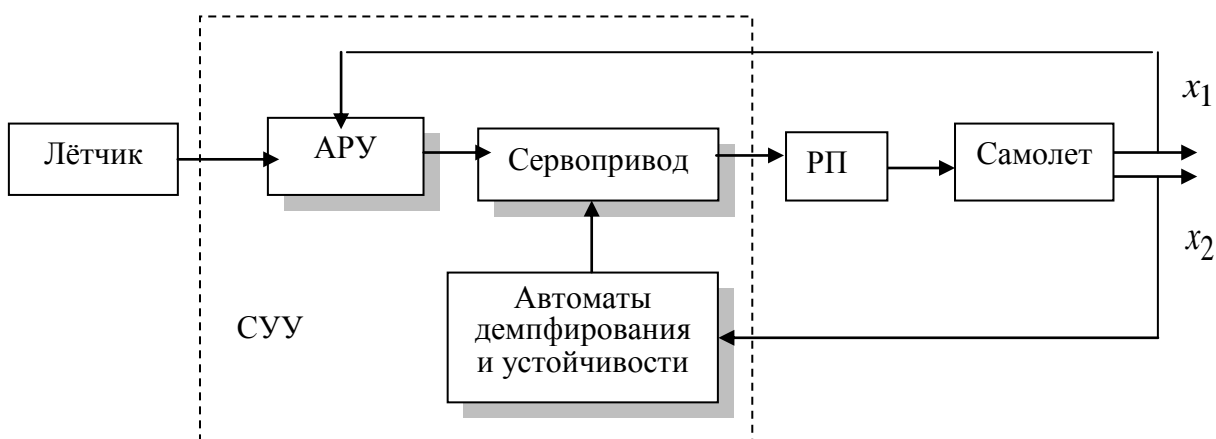 x1
Лётчик
АРУ
Сервопривод
РП
Самолет
x2
СУУ
Автоматы
демпфирования
и устойчивости